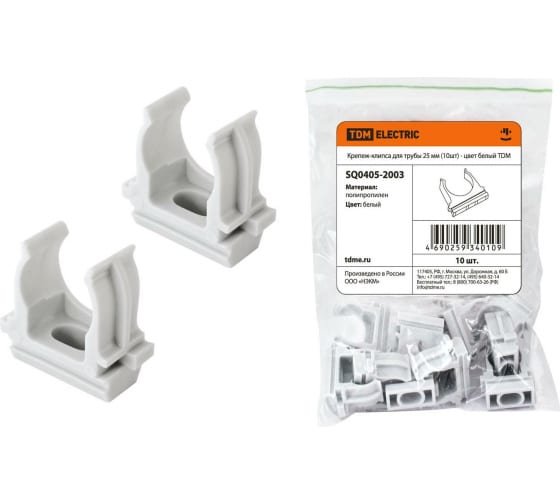 TDM ELECTRIC
Крепеж-клипса для трубы 25 мм (10шт) - цвет белый TDM
SQ0405-2003
Материал:
полипропилен
Цвет: белый
4 690259 340109
tdme.ru
10 шт.
Произведено в России
ООО «НЭКМ»
117405, РФ, г. Москва, ул. Дорожная, д. 60 Б
Тел.: +7 (495) 727-32-14, (495) 640-32-14
Бесплатный тел.: 8 (800) 700-63-26 (РФ)
info@tdme.ru